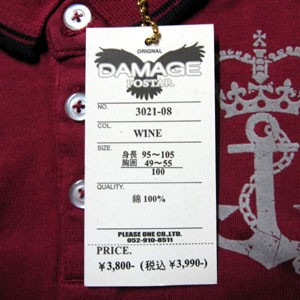 ORIGINAL
DAMAGE
POSTAR
NO. 3021-08
COL. WINE
SIZE.
身長 95～105
胸囲 49～55
100
QUALITY.
綿 100%
PLEASE ONE CO.,LTD.
052-910-8511
PRICE.
¥3,800- (税込 ¥3,990-)